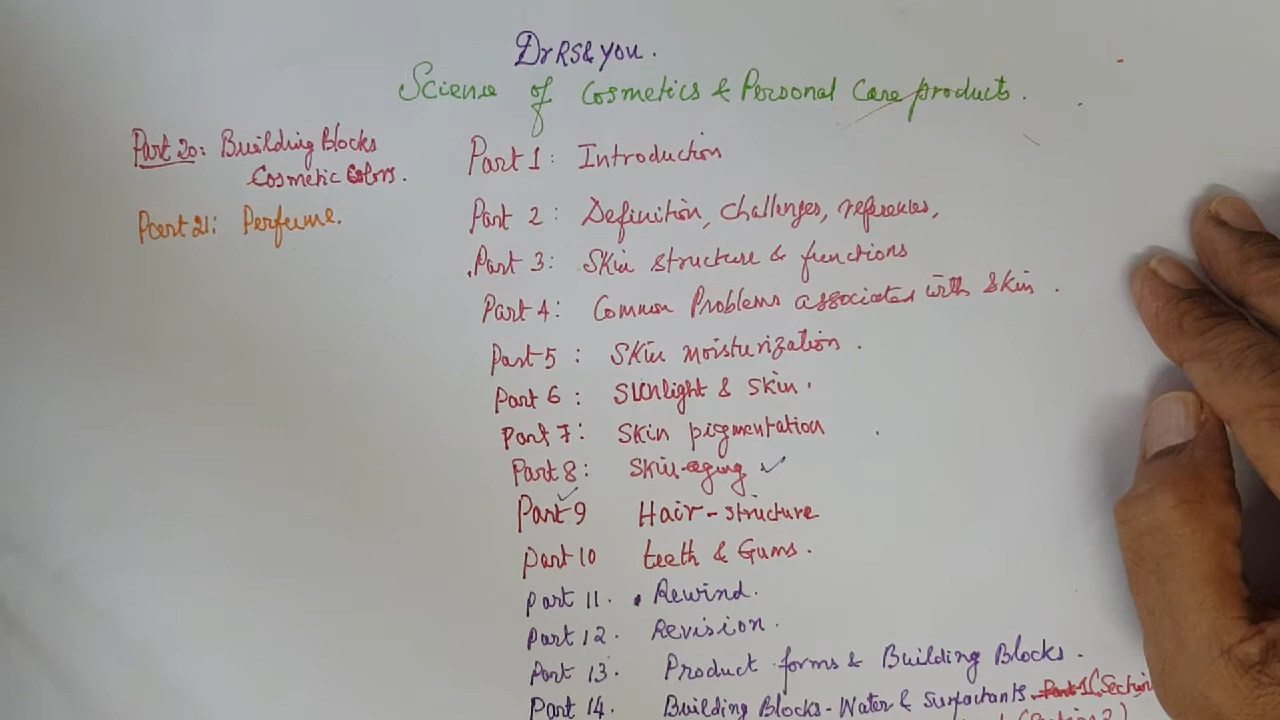 Dr RS & You.
Science of Cosmetics & Personal Care products.
Part 20: Building Blocks
Cosmetic Colors.
Part 21: Perfume.
Part 1: Introduction
Part 2: Definition, challenges, references,
Part 3: Skin structure & functions
Part 4: Common Problems associated with Skin.
Part 5: Skin moisturization.
Part 6: Sunlight & Skin.
Part 7: Skin pigmentation
Part 8: Skin-aging ✓
Part 9 Hair-structure
Part 10 teeth & Gums.
Part 11. Rewind.
Part 12. Revision.
Part 13. Product forms & Building Blocks.
Part 14. Building Blocks - Water & Surfactants